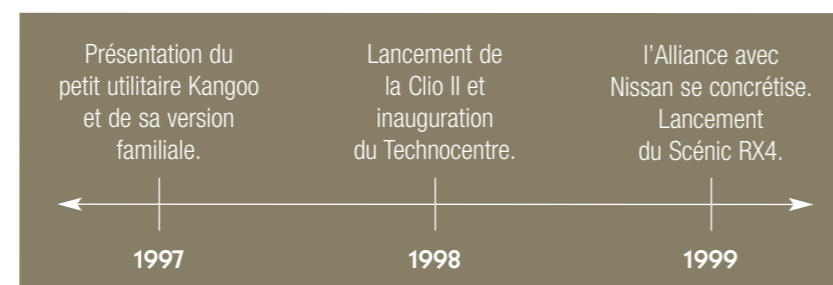 Présentation du
petit utilitaire Kangoo
et de sa version
familiale.
1997
Lancement de
la Clio II et
inauguration
du Technocentre.
1998
l’Alliance avec
Nissan se concrétise.
Lancement
du Scénic RX4.
1999